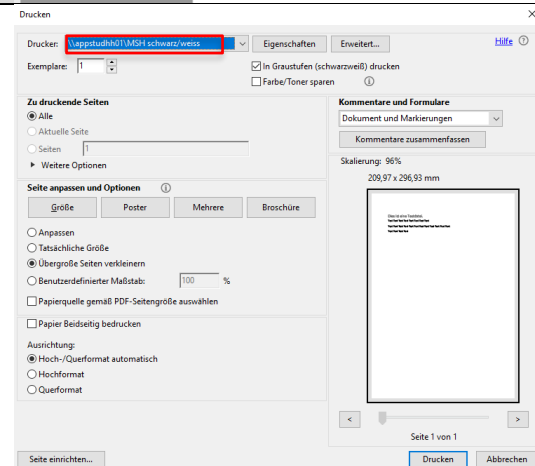 Drucken
Drucker: \\appstudhh01\MSH schwarz/weiss Eigenschaften Erweitert... Hilfe
Exemplare: 1 In Graustufen (schwarzweiß) drucken
Farbe/Toner sparen
Zu druckende Seiten
Alle
Aktuelle Seite
Seiten 1
Weitere Optionen
Seite anpassen und Optionen
Größe Poster Mehrere Broschüre
Anpassen
Tatsächliche Größe
Übergroße Seiten verkleinern
Benutzerdefinierter Maßstab: 100 %
Papierquelle gemäß PDF-Seitengröße auswählen
Papier Beidseitig bedrucken
Ausrichtung:
Hoch-/Querformat automatisch
Hochformat
Querformat
Kommentare und Formulare
Dokument und Markierungen
Kommentare zusammenfassen
Skalierung: 96%
209,97 x 296,93 mm
Dies ist eine Testdatei.
< >
Seite 1 von 1
Seite einrichten... Drucken Abbrechen